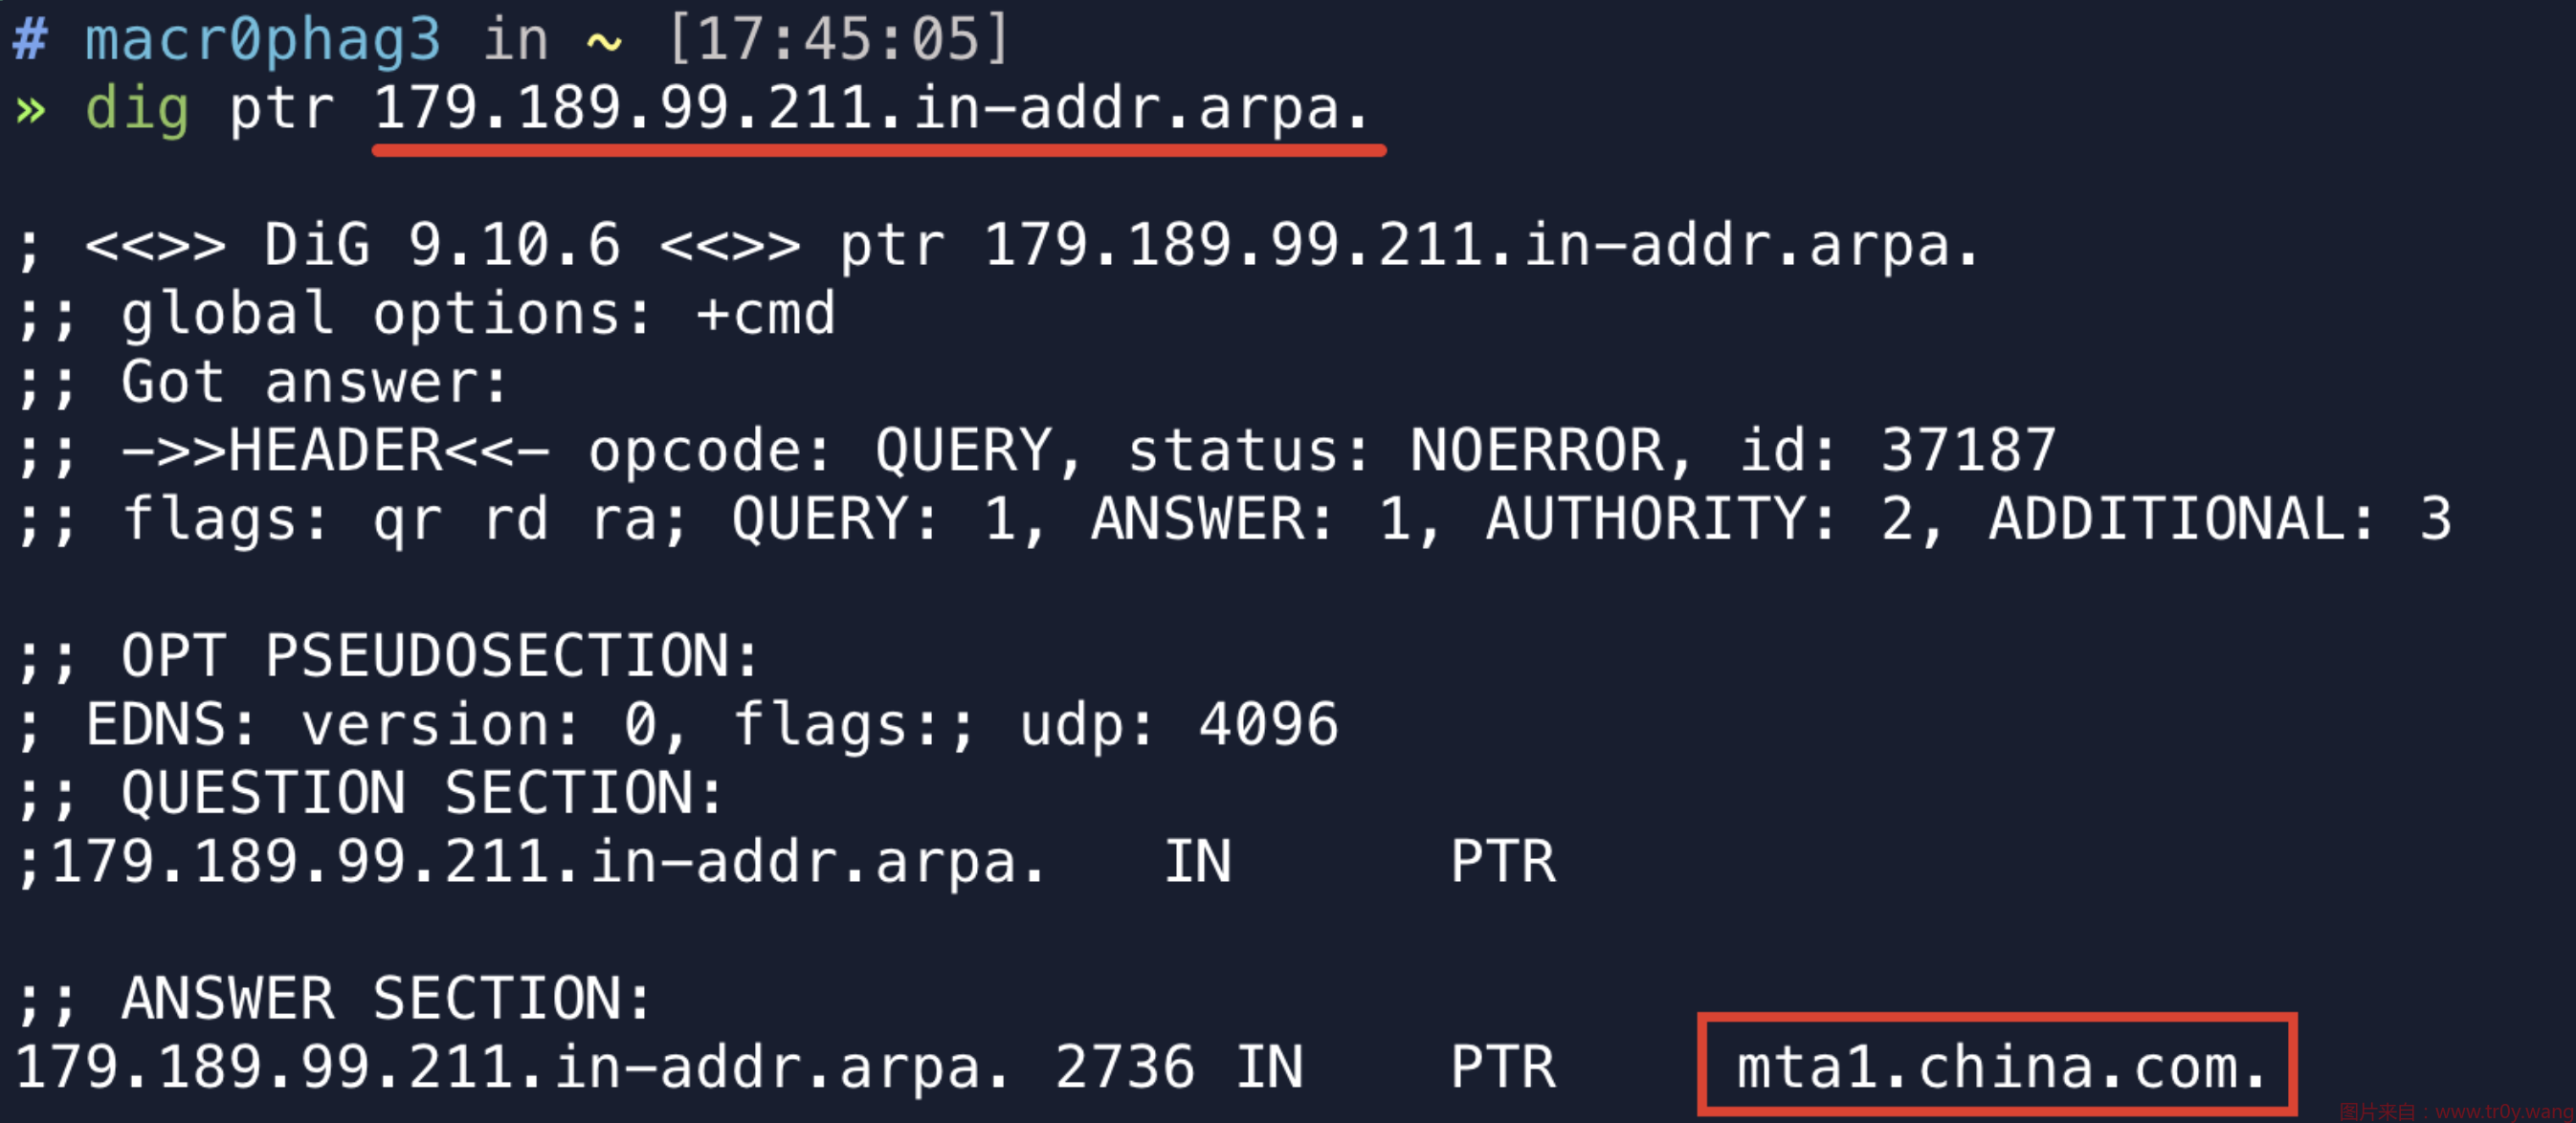 # macr0phag3 in ~ [17:45:05]
» dig ptr 179.189.99.211.in-addr.arpa.
; <<>> DiG 9.10.6 <<>> ptr 179.189.99.211.in-addr.arpa.
;; global options: +cmd
;; Got answer:
;; ->>HEADER<<- opcode: QUERY, status: NOERROR, id: 37187
;; flags: qr rd ra; QUERY: 1, ANSWER: 1, AUTHORITY: 2, ADDITIONAL: 3
;; OPT PSEUDOSECTION:
; EDNS: version: 0, flags:; udp: 4096
;; QUESTION SECTION:
;179.189.99.211.in-addr.arpa. IN PTR
;; ANSWER SECTION:
179.189.99.211.in-addr.arpa. 2736 IN PTR mta1.china.com.
图片来自：www.tr0y.wang